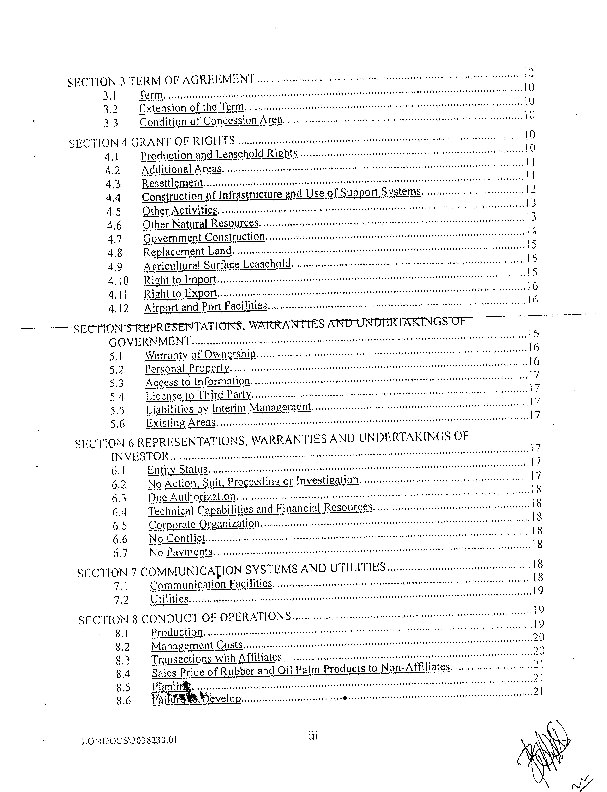 SECTION 3 TERM OF AGREEMENT
3.1 Term 10
3.2 Extension of the Term 10
3.3 Condition of Concession Area 10
SECTION 4 GRANT OF RIGHTS 10
4.1 Production and Leasehold Rights 10
4.2 Additional Areas 11
4.3 Resettlement 11
4.4 Construction of Infrastructure and Use of Support Systems 12
4.5 Other Activities 13
4.6 Other Natural Resources
4.7 Government Construction
4.8 Replacement Land 15
4.9 Agricultural Surface Leasehold 15
4.10 Right to Import 15
4.11 Right to Export 16
4.12 Airport and Port Facilities 16
SECTION 5 REPRESENTATIONS, WARRANTIES AND UNDERTAKINGS OF
GOVERNMENT
5.1 Warranty of Ownership 16
5.2 Personal Property 16
5.3 Access to Information 17
5.4 License to Third Party 17
5.5 Liabilities by Interim Management 17
5.6 Existing Areas 17
SECTION 6 REPRESENTATIONS, WARRANTIES AND UNDERTAKINGS OF
INVESTOR 17
6.1 Entity Status 17
6.2 No Action, Suit, Proceeding or Investigation 17
6.3 Due Authorization 18
6.4 Technical Capabilities and Financial Resources 18
6.5 Corporate Organization 18
6.6 No Conflict 18
6.7 No Payments 18
SECTION 7 COMMUNICATION SYSTEMS AND UTILITIES 18
7.1 Communication Facilities 18
7.2 Utilities 19
SECTION 8 CONDUCT OF OPERATIONS 19
8.1 Production 19
8.2 Management Costs 20
8.3 Transactions with Affiliates 20
8.4 Sales Price of Rubber and Oil Palm Products to Non-Affiliates 21
8.5 Planting 21
8.6 Failure to Develop 21
iii